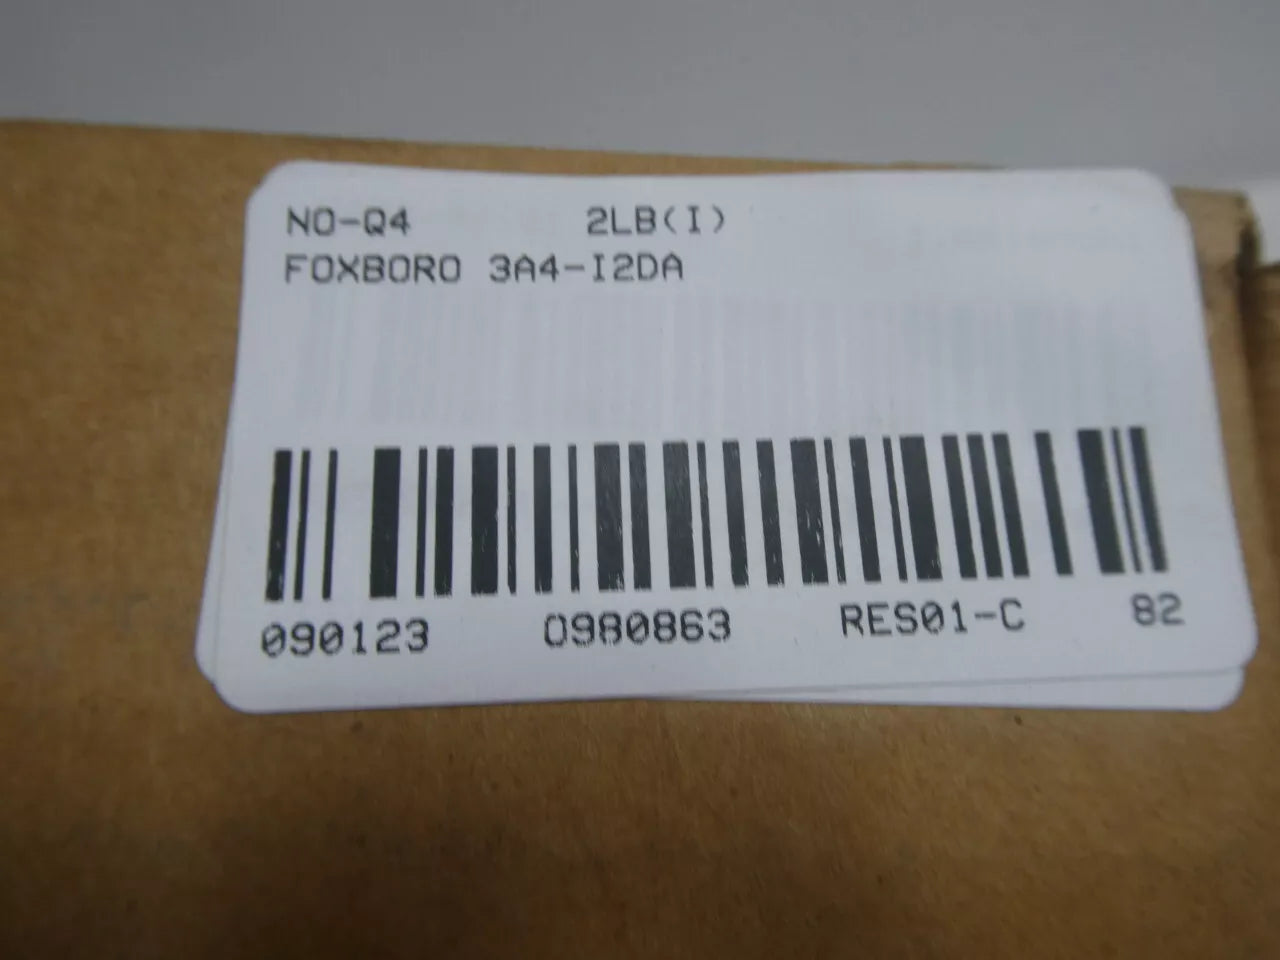 NO-Q4 2LB(I)
FOXBORO 3A4-I2DA
090123 0980863 RES01-C 82